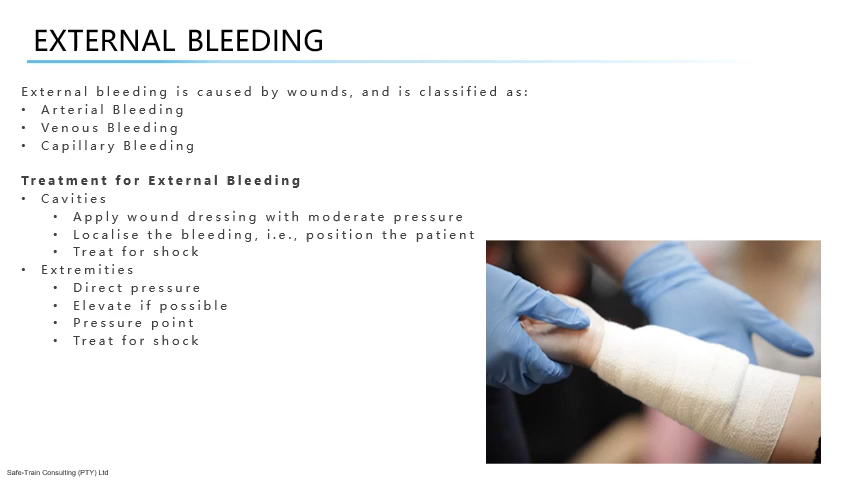 EXTERNAL BLEEDING
External bleeding is caused by wounds, and is classified as:
• Arterial Bleeding
• Venous Bleeding
• Capillary Bleeding
Treatment for External Bleeding
• Cavities
• Apply wound dressing with moderate pressure
• Localise the bleeding, i.e., position the patient
• Treat for shock
• Extremities
• Direct pressure
• Elevate if possible
• Pressure point
• Treat for shock
Safe-Train Consulting (PTY) Ltd